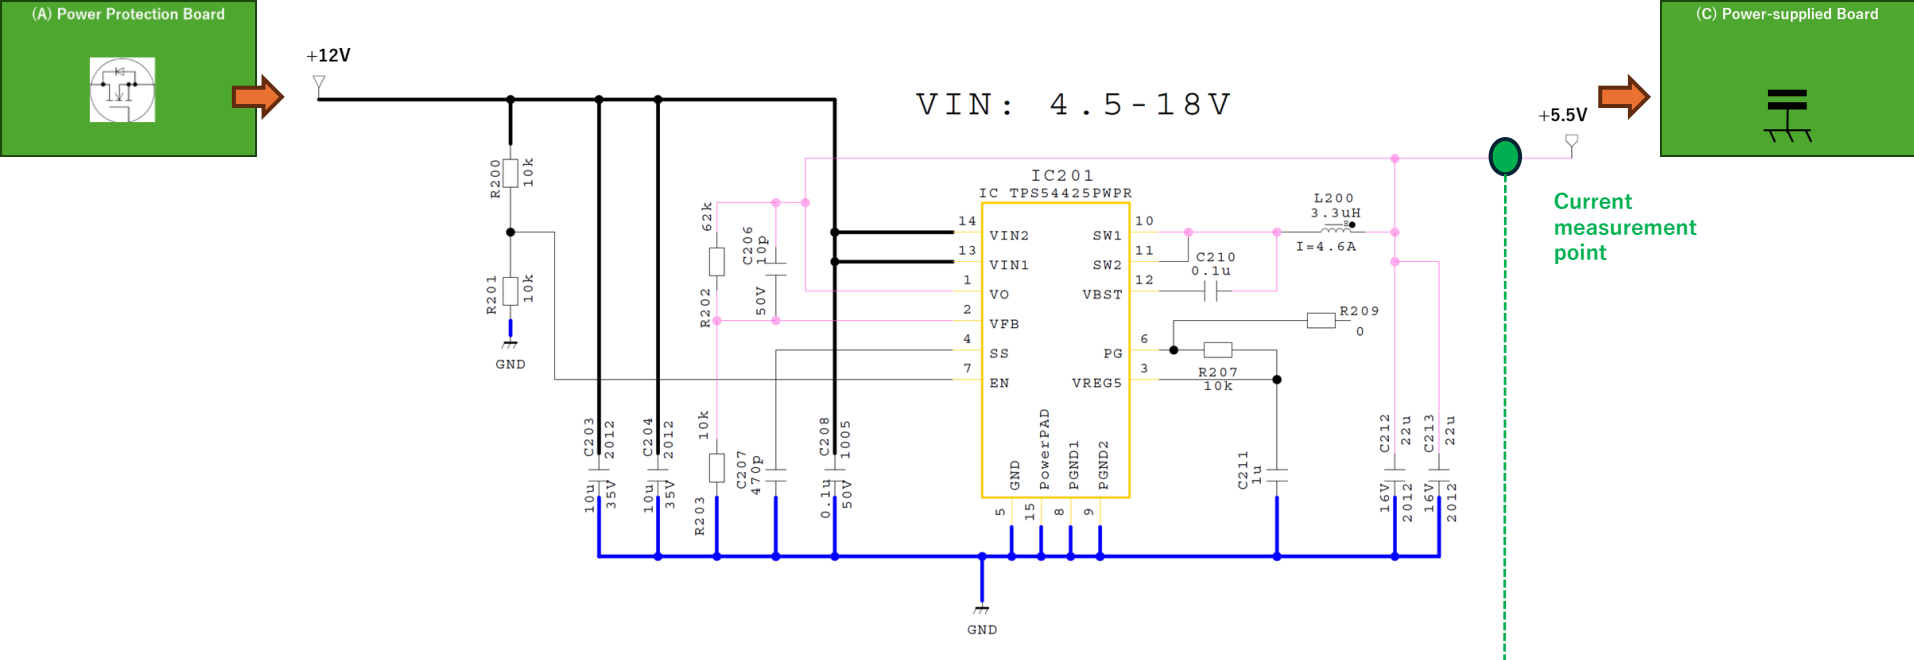 (A) Power Protection Board
(C) Power-supplied Board
+12V
VIN: 4.5-18V
+5.5V
Current
measurement
point
IC201
IC TPS54425PWPR
R200
10k
R201
10k
GND
62k
R202
C206
10p
50V
14
VIN2
13
VIN1
1
VO
2
VFB
4
SS
7
EN
10
SW1
11
SW2
12
VBST
6
PG
3
VREG5
L200
3.3uH
I=4.6A
C210
0.1u
R209
0
R207
10k
C203
2012
10u
35V
C204
2012
10u
35V
10k
R203
C207
470p
C208
1005
0.1u
50V
GND
PowerPAD
PGND1
PGND2
5
15
8
9
C211
1u
C212
22u
16V
2012
C213
22u
16V
2012
GND